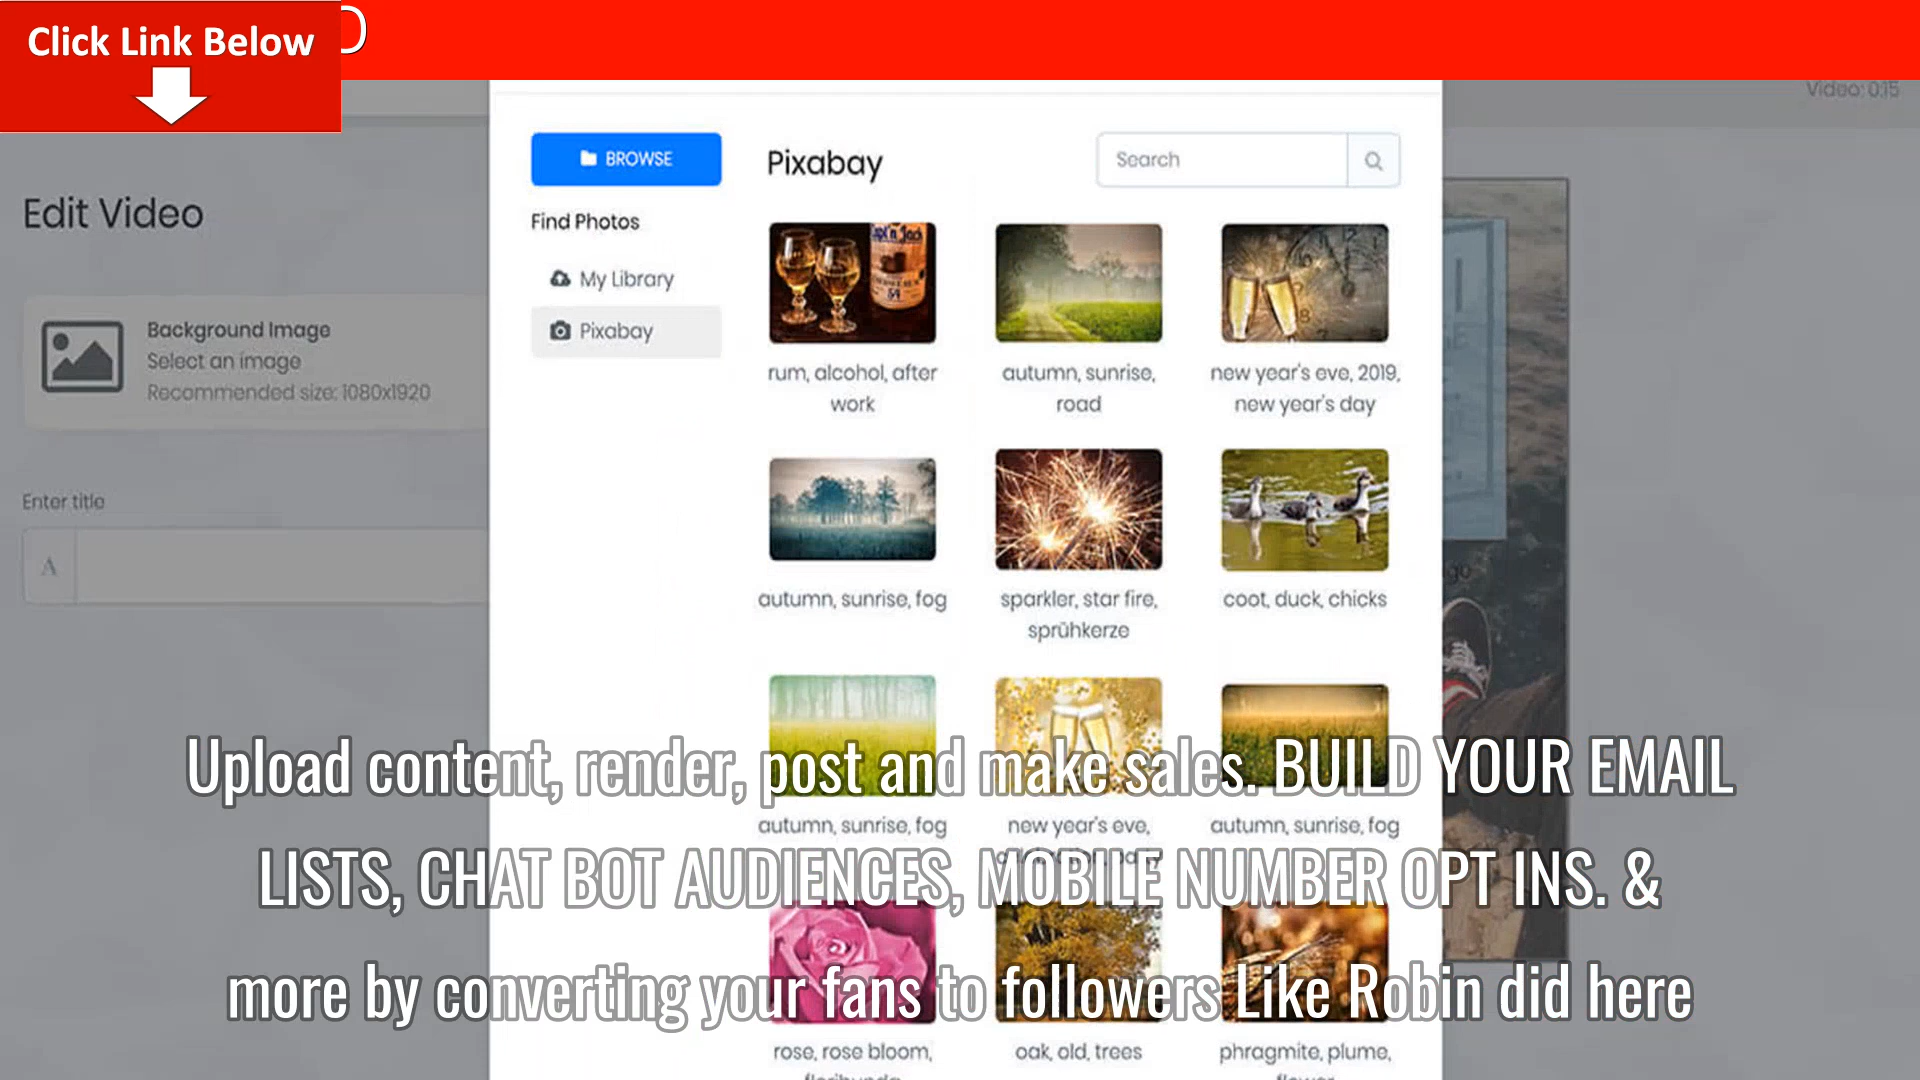 Click Link Below
Video: 0:15
BROWSE
Pixabay
Search
Edit Video
Find Photos
My Library
Pixabay
Background Image
Select an image
Recommended size: 1080x1920
rum, alcohol, after
work
autumn, sunrise,
road
new year's eve, 2019,
new year's day
Enter title
A
autumn, sunrise, fog
sparkler, star fire,
sprühkerze
coot, duck, chicks
Upload content, render, post and make sales. BUILD YOUR EMAIL
autumn, sunrise, fog
new year's eve,
autumn, sunrise, fog
LISTS, CHAT BOT AUDIENCES, MOBILE NUMBER OPT INS. &
more by converting your fans to followers Like Robin did here
rose, rose bloom,
oak, old, trees
phragmite, plume,